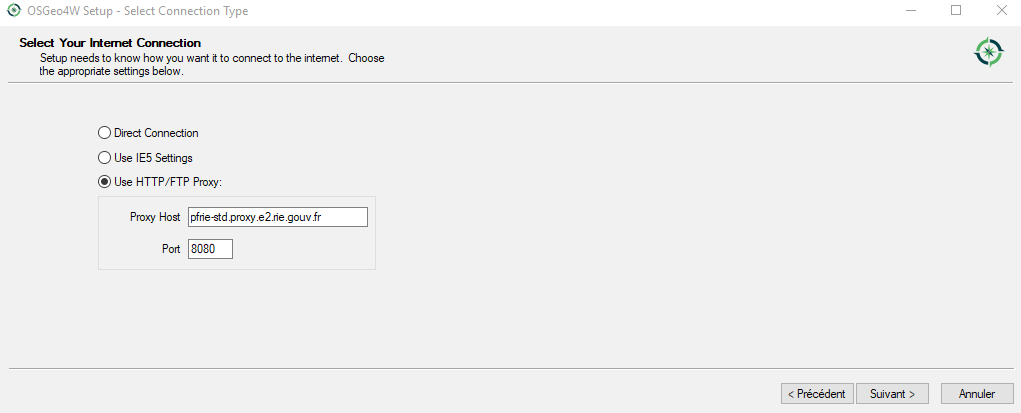 OSGeo4W Setup - Select Connection Type
Select Your Internet Connection
Setup needs to know how you want it to connect to the internet. Choose
the appropriate settings below.
Direct Connection
Use IE5 Settings
Use HTTP/FTP Proxy:
Proxy Host pfrie-std.proxy.e2.rie.gouv.fr
Port 8080
< Précédent Suivant > Annuler